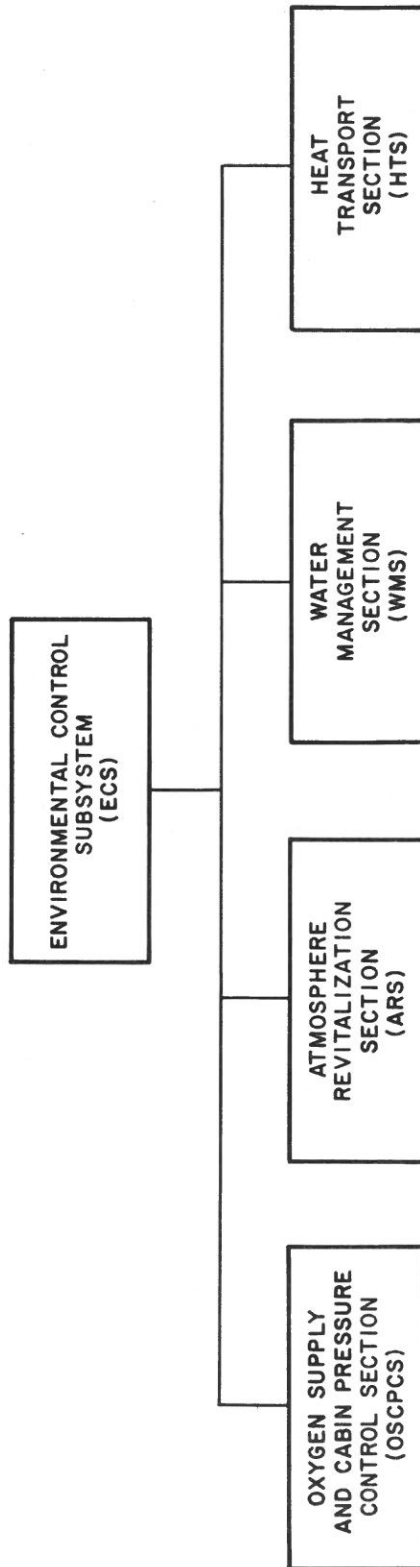 ENVIRONMENTAL CONTROL
SUBSYSTEM
(ECS)
OXYGEN SUPPLY
AND CABIN PRESSURE
CONTROL SECTION
(OSCPCS)
ATMOSPHERE
REVITALIZATION
SECTION
(ARS)
WATER
MANAGEMENT
SECTION
(WMS)
HEAT
TRANSPORT
SECTION
(HTS)